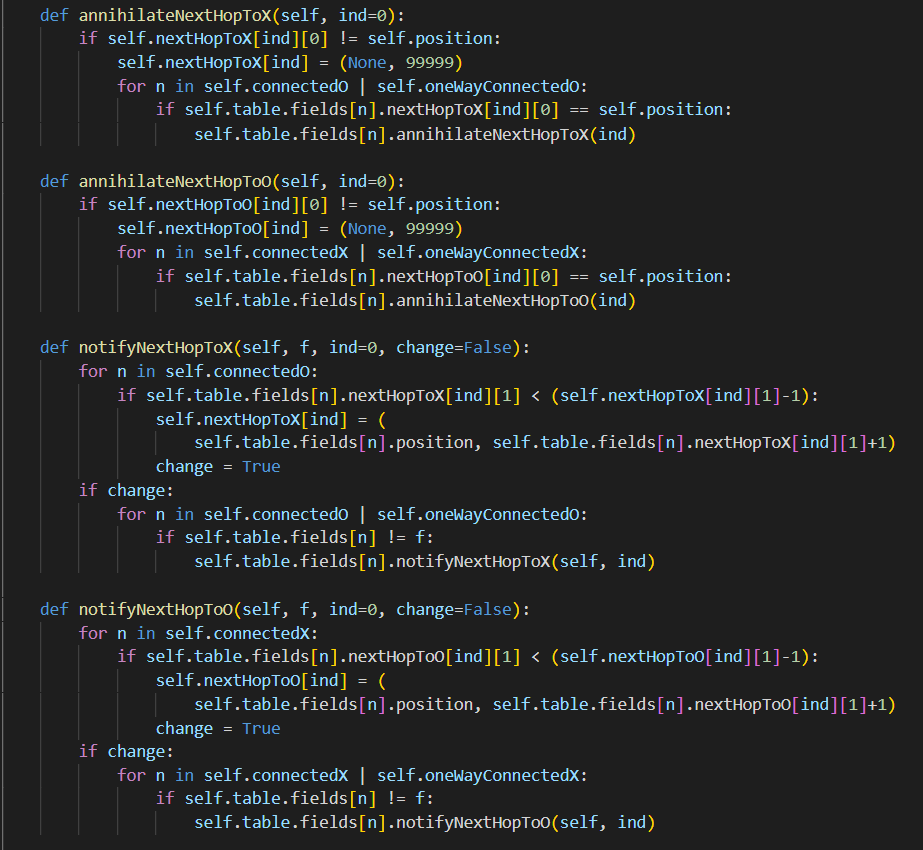 def annihilateNextHopToX(self, ind=0):
    if self.nextHopToX[ind][0] != self.position:
        self.nextHopToX[ind] = (None, 99999)
        for n in self.connectedO | self.oneWayConnectedO:
            if self.table.fields[n].nextHopToX[ind][0] == self.position:
                self.table.fields[n].annihilateNextHopToX(ind)

def annihilateNextHopToO(self, ind=0):
    if self.nextHopToO[ind][0] != self.position:
        self.nextHopToO[ind] = (None, 99999)
        for n in self.connectedX | self.oneWayConnectedX:
            if self.table.fields[n].nextHopToO[ind][0] == self.position:
                self.table.fields[n].annihilateNextHopToO(ind)

def notifyNextHopToX(self, f, ind=0, change=False):
    for n in self.connectedO:
        if self.table.fields[n].nextHopToX[ind][1] < (self.nextHopToX[ind][1]-1):
            self.nextHopToX[ind] = (
                self.table.fields[n].position, self.table.fields[n].nextHopToX[ind][1]+1)
            change = True
    if change:
        for n in self.connectedO | self.oneWayConnectedO:
            if self.table.fields[n] != f:
                self.table.fields[n].notifyNextHopToX(self, ind)

def notifyNextHopToO(self, f, ind=0, change=False):
    for n in self.connectedX:
        if self.table.fields[n].nextHopToO[ind][1] < (self.nextHopToO[ind][1]-1):
            self.nextHopToO[ind] = (
                self.table.fields[n].position, self.table.fields[n].nextHopToO[ind][1]+1)
            change = True
    if change:
        for n in self.connectedX | self.oneWayConnectedX:
            if self.table.fields[n] != f:
                self.table.fields[n].notifyNextHopToO(self, ind)